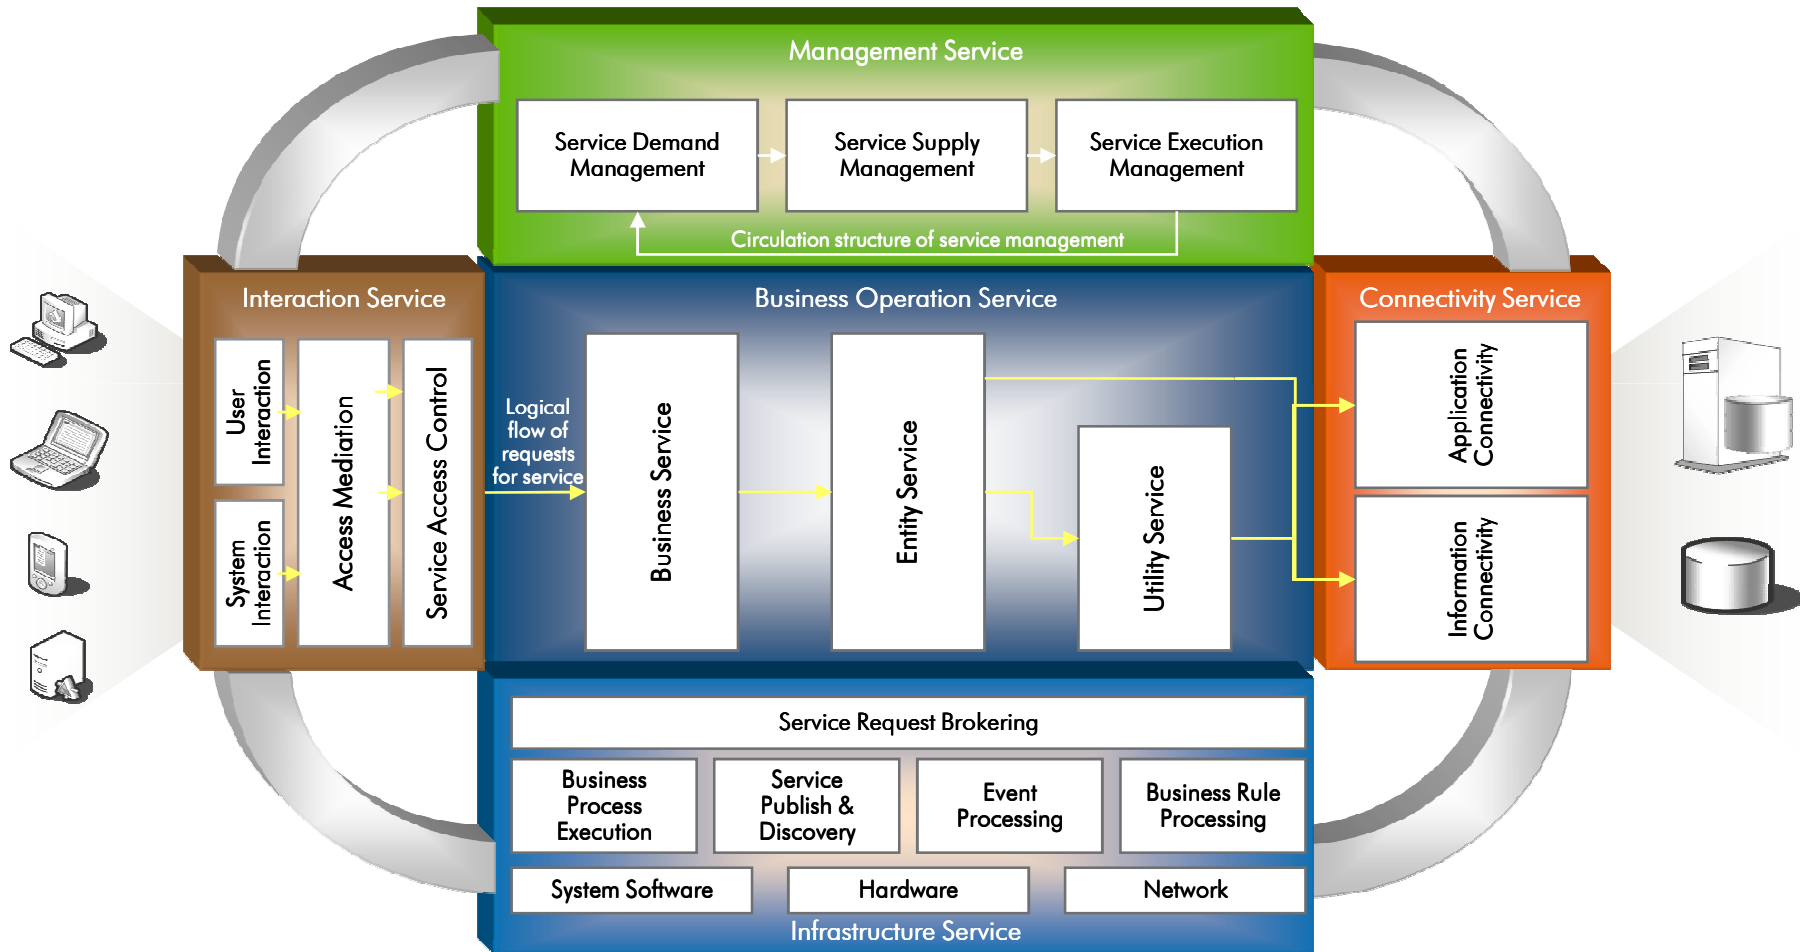 Management Service
Service Demand
Management
Service Supply
Management
Service Execution
Management
Circulation structure of service management
Interaction Service
User
Interaction
System
Interaction
Access Mediation
Service Access Control
Business Operation Service
Logical
flow of
requests
for service
Business Service
Entity Service
Utility Service
Connectivity Service
Application
Connectivity
Information
Connectivity
Service Request Brokering
Business
Process
Execution
Service
Publish &
Discovery
Event
Processing
Business Rule
Processing
System Software
Hardware
Network
Infrastructure Service